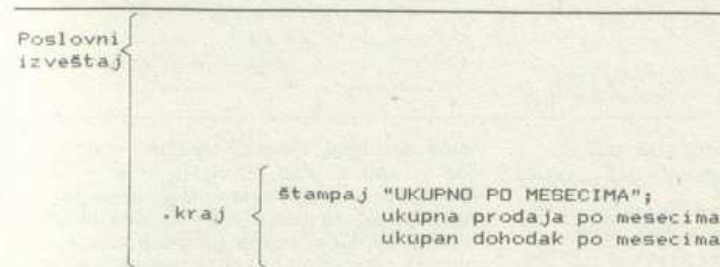 Poslovni
izveštaj
.kraj
štampaj "UKUPNO PO MESECIMA";
ukupna prodaja po mesecima
ukupan dohodak po mesecima